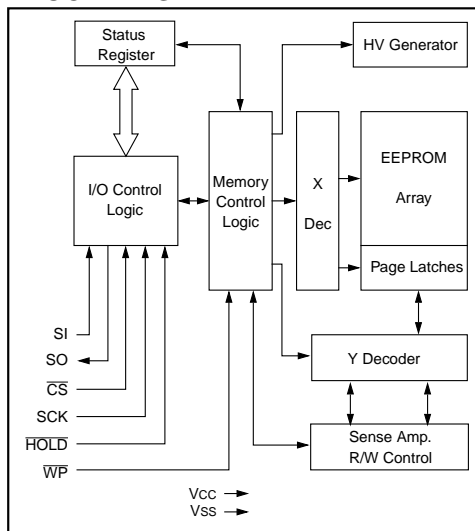 Status
Register
HV Generator
I/O Control
Logic
Memory
Control
Logic
X
Dec
EEPROM
Array
Page Latches
Y Decoder
Sense Amp.
R/W Control
SI
SO
CS
SCK
HOLD
WP
VCC
VSS